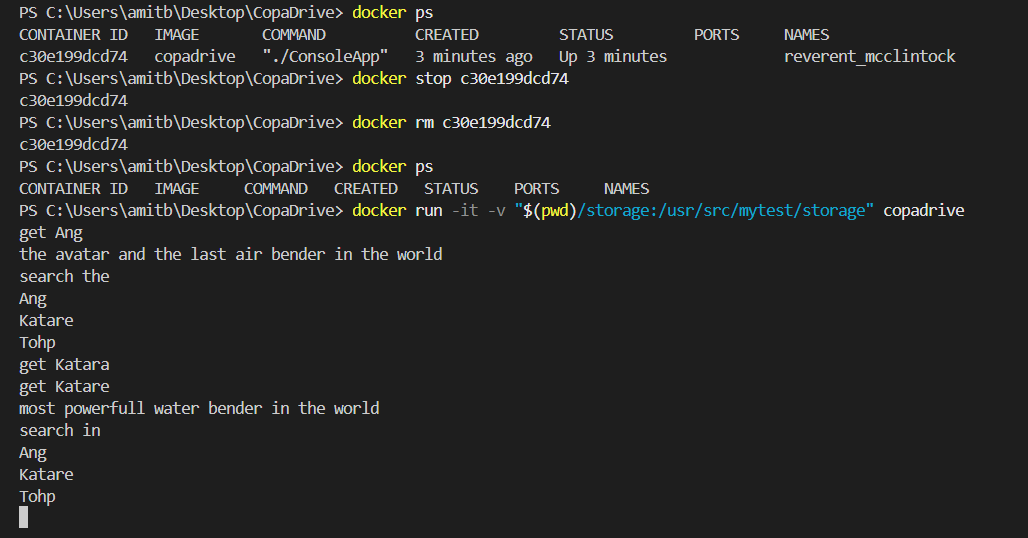 PS C:\Users\amitb\Desktop\CopaDrive> docker ps
CONTAINER ID   IMAGE       COMMAND          CREATED         STATUS         PORTS     NAMES
c30e199dcd74   copadrive   "./ConsoleApp"   3 minutes ago   Up 3 minutes             reverent_mcclintock
PS C:\Users\amitb\Desktop\CopaDrive> docker stop c30e199dcd74
c30e199dcd74
PS C:\Users\amitb\Desktop\CopaDrive> docker rm c30e199dcd74
c30e199dcd74
PS C:\Users\amitb\Desktop\CopaDrive> docker ps
CONTAINER ID   IMAGE     COMMAND   CREATED   STATUS    PORTS     NAMES
PS C:\Users\amitb\Desktop\CopaDrive> docker run -it -v "$(pwd)/storage:/usr/src/mytest/storage" copadrive
get Ang
the avatar and the last air bender in the world
search the
Ang
Katare
Tohp
get Katara
get Katare
most powerfull water bender in the world
search in
Ang
Katare
Tohp